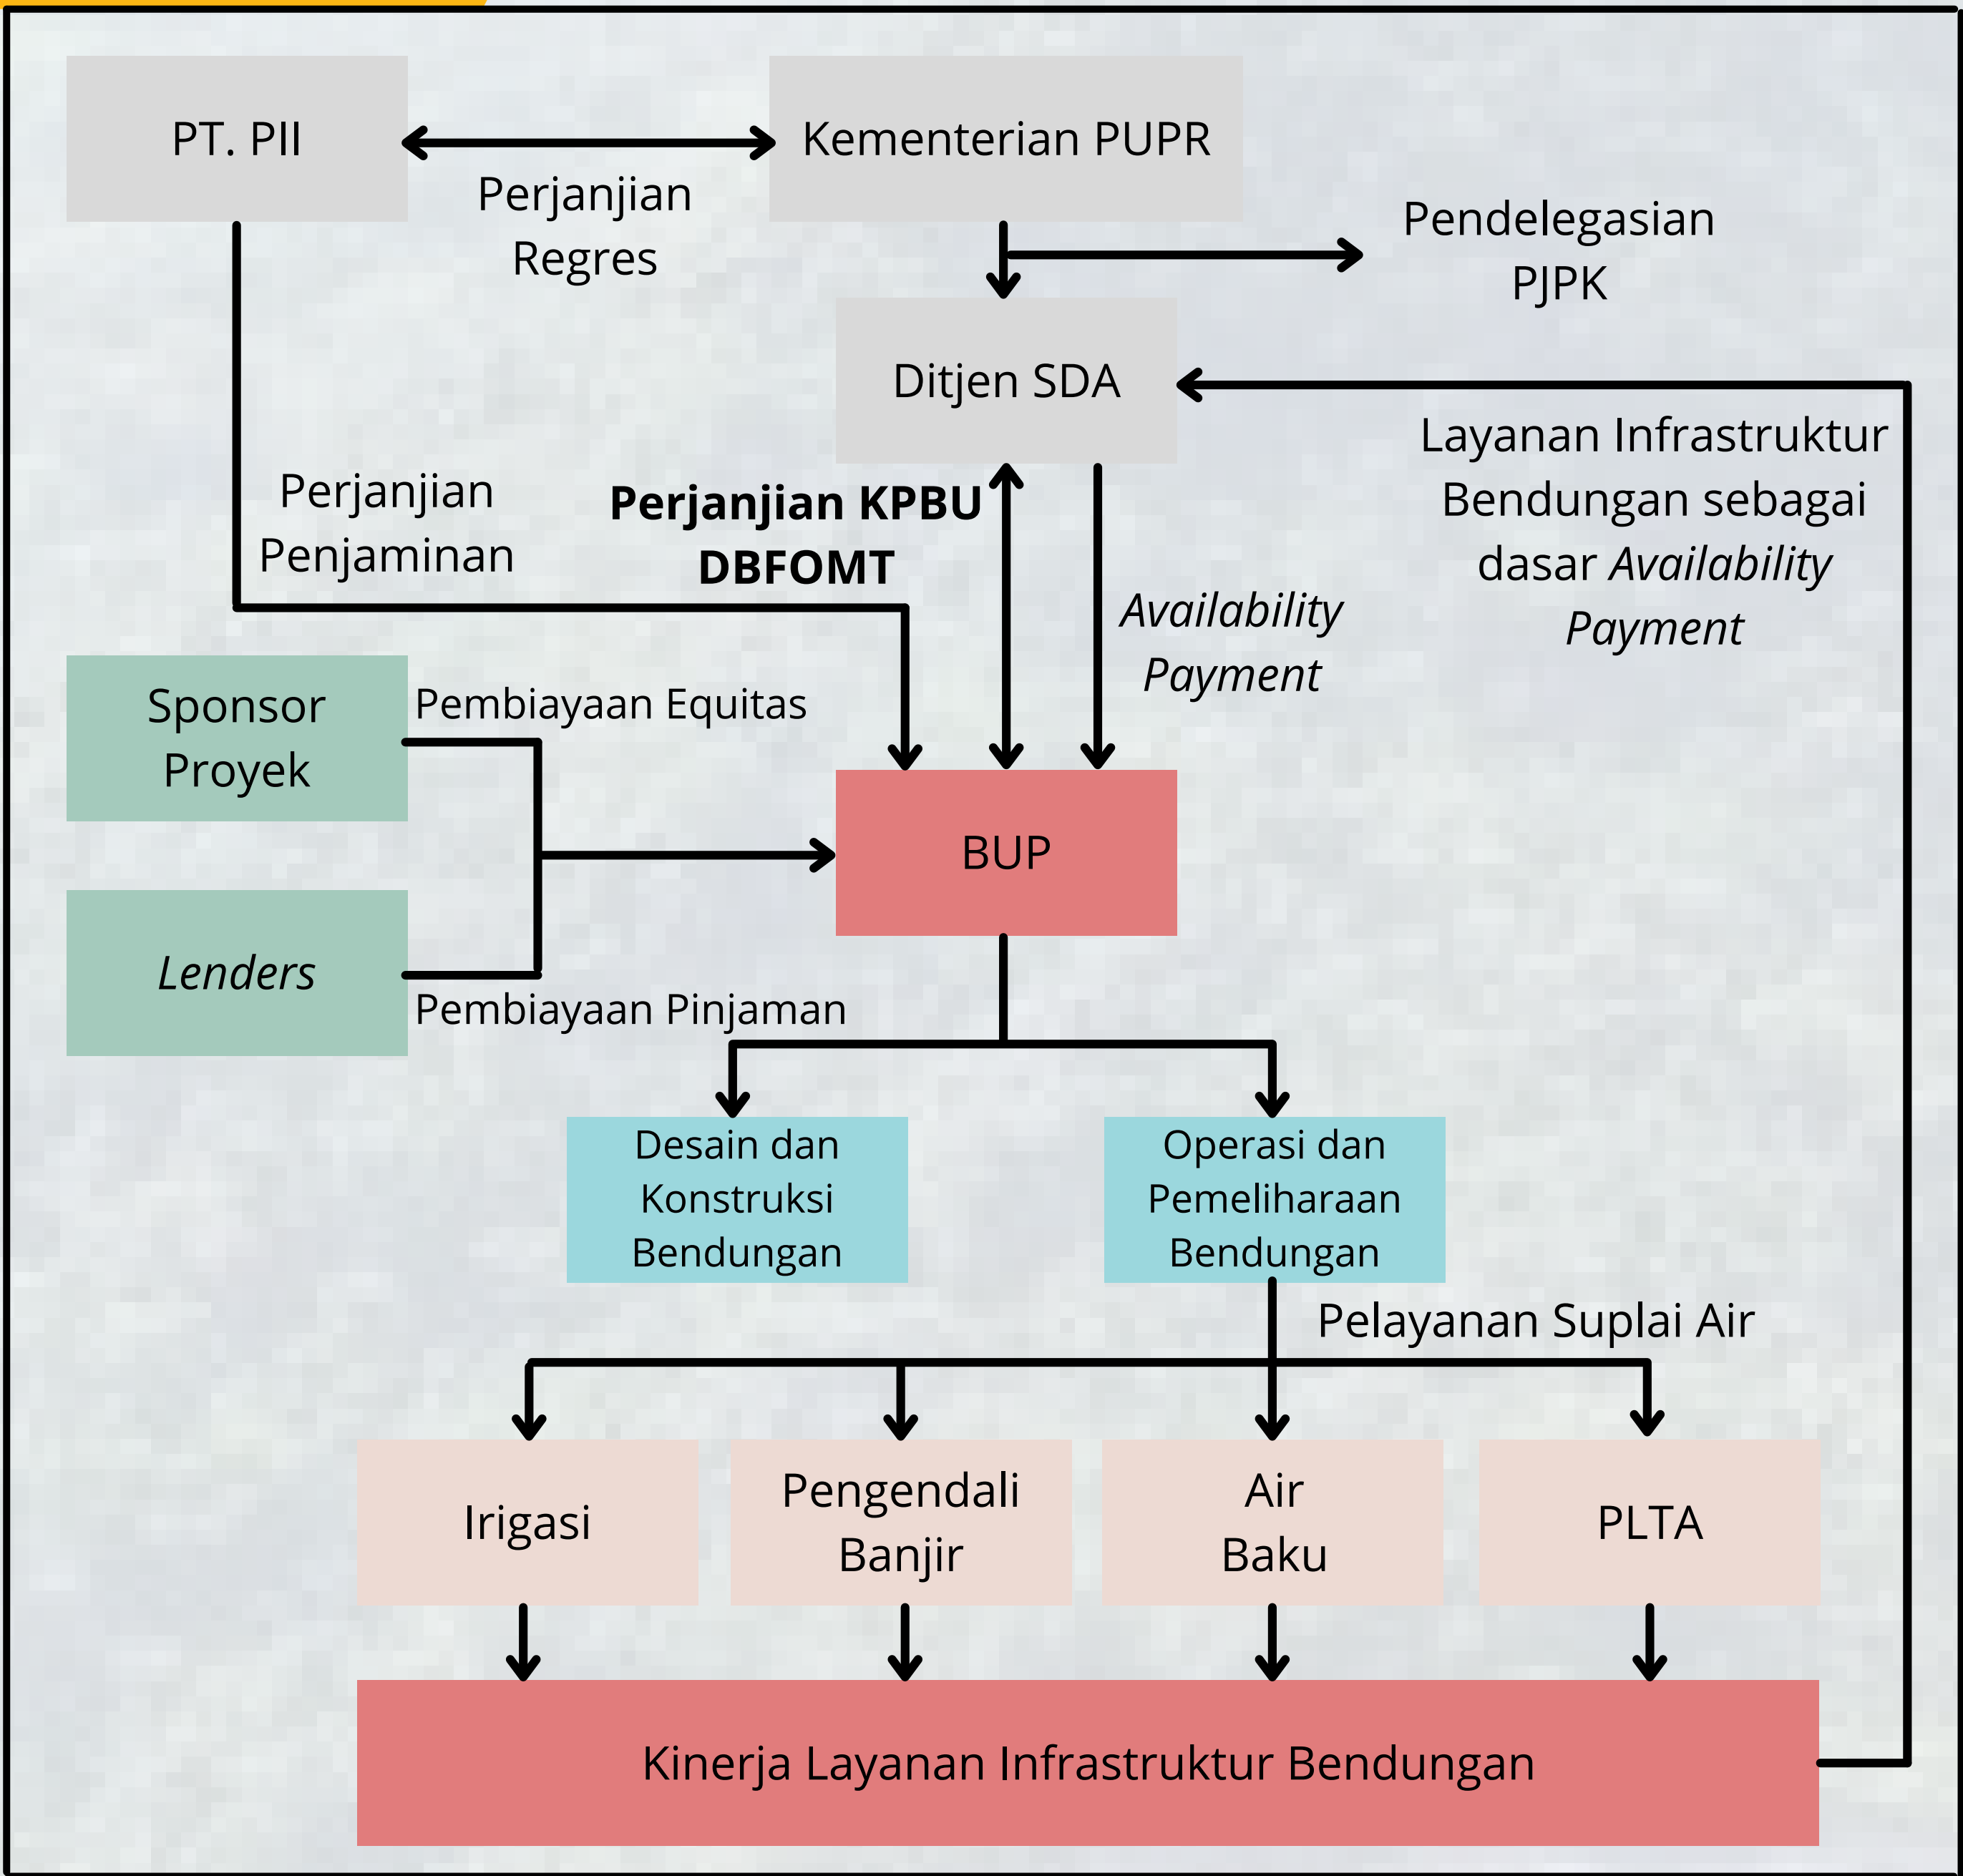 PT. PII
Kementerian PUPR
Perjanjian
Regres
Pendelegasian
PJPK
Ditjen SDA
Layanan Infrastruktur
Bendungan sebagai
dasar Availability
Payment
Perjanjian
Penjaminan
Perjanjian KPBU
DBFOMT
Availability
Payment
Sponsor
Proyek
Pembiayaan Equitas
BUP
Lenders
Pembiayaan Pinjaman
Desain dan
Konstruksi
Bendungan
Operasi dan
Pemeliharaan
Bendungan
Pelayanan Suplai Air
Irigasi
Pengendali
Banjir
Air
Baku
PLTA
Kinerja Layanan Infrastruktur Bendungan